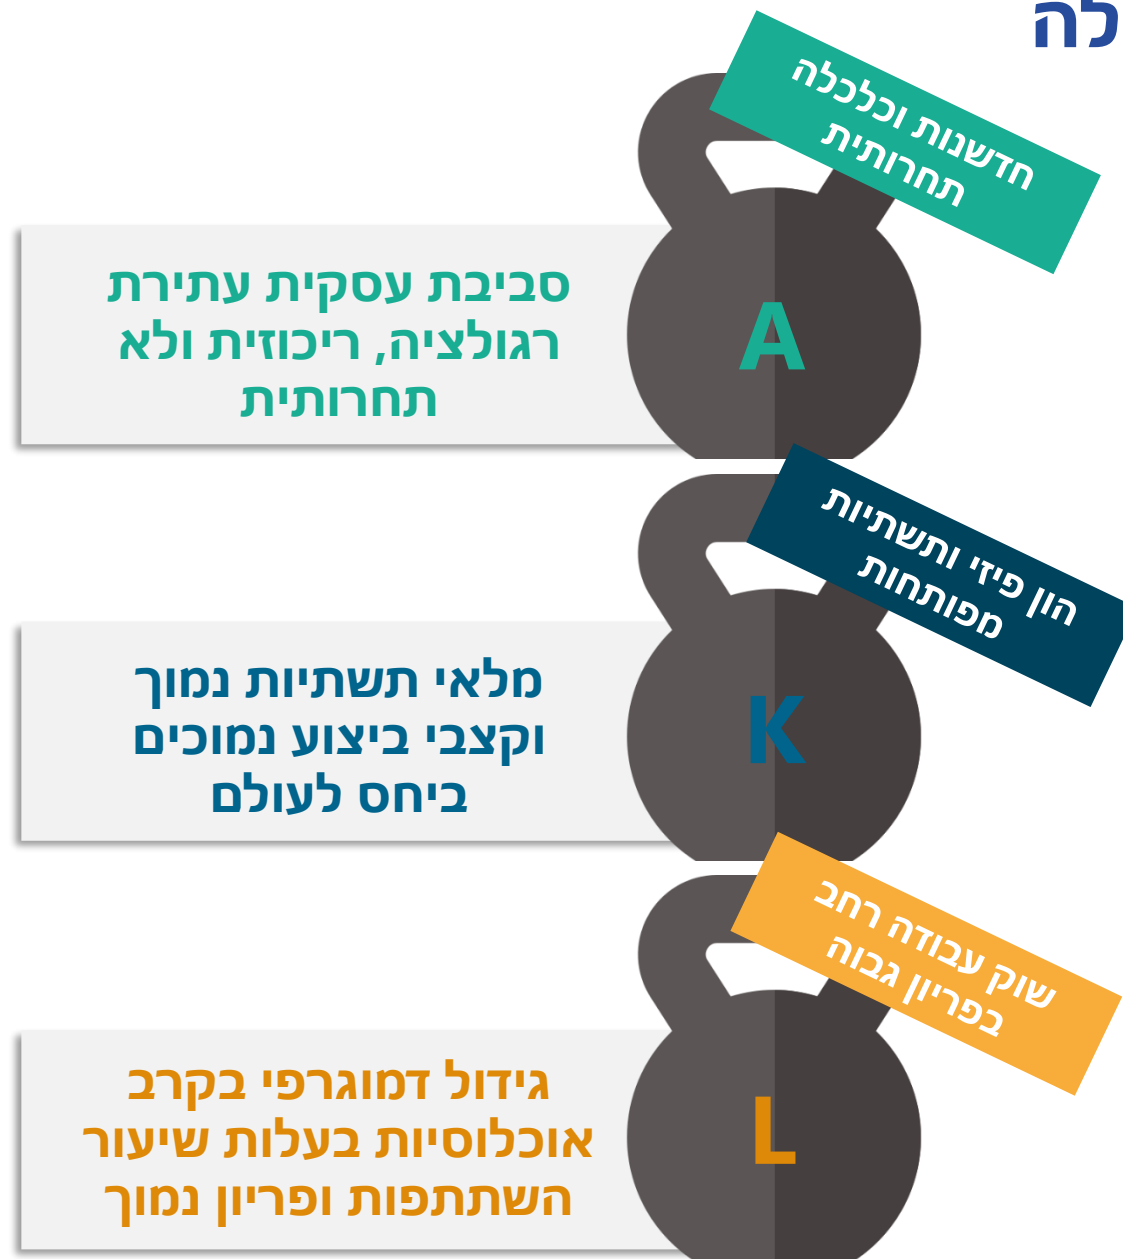 לה
חדשנות וכלכלה
תחרותית
A
סביבת עסקית עתירת
רגולציה, ריכוזית ולא
תחרותית
הון פיזי ותשתיות
מפותחות
K
מלאי תשתיות נמוך
וקצבי ביצוע נמוכים
ביחס לעולם
שוק עבודה רחב
בפריון גבוה
L
גידול דמוגרפי בקרב
אוכלוסיות בעלות שיעור
השתתפות ופריון נמוך